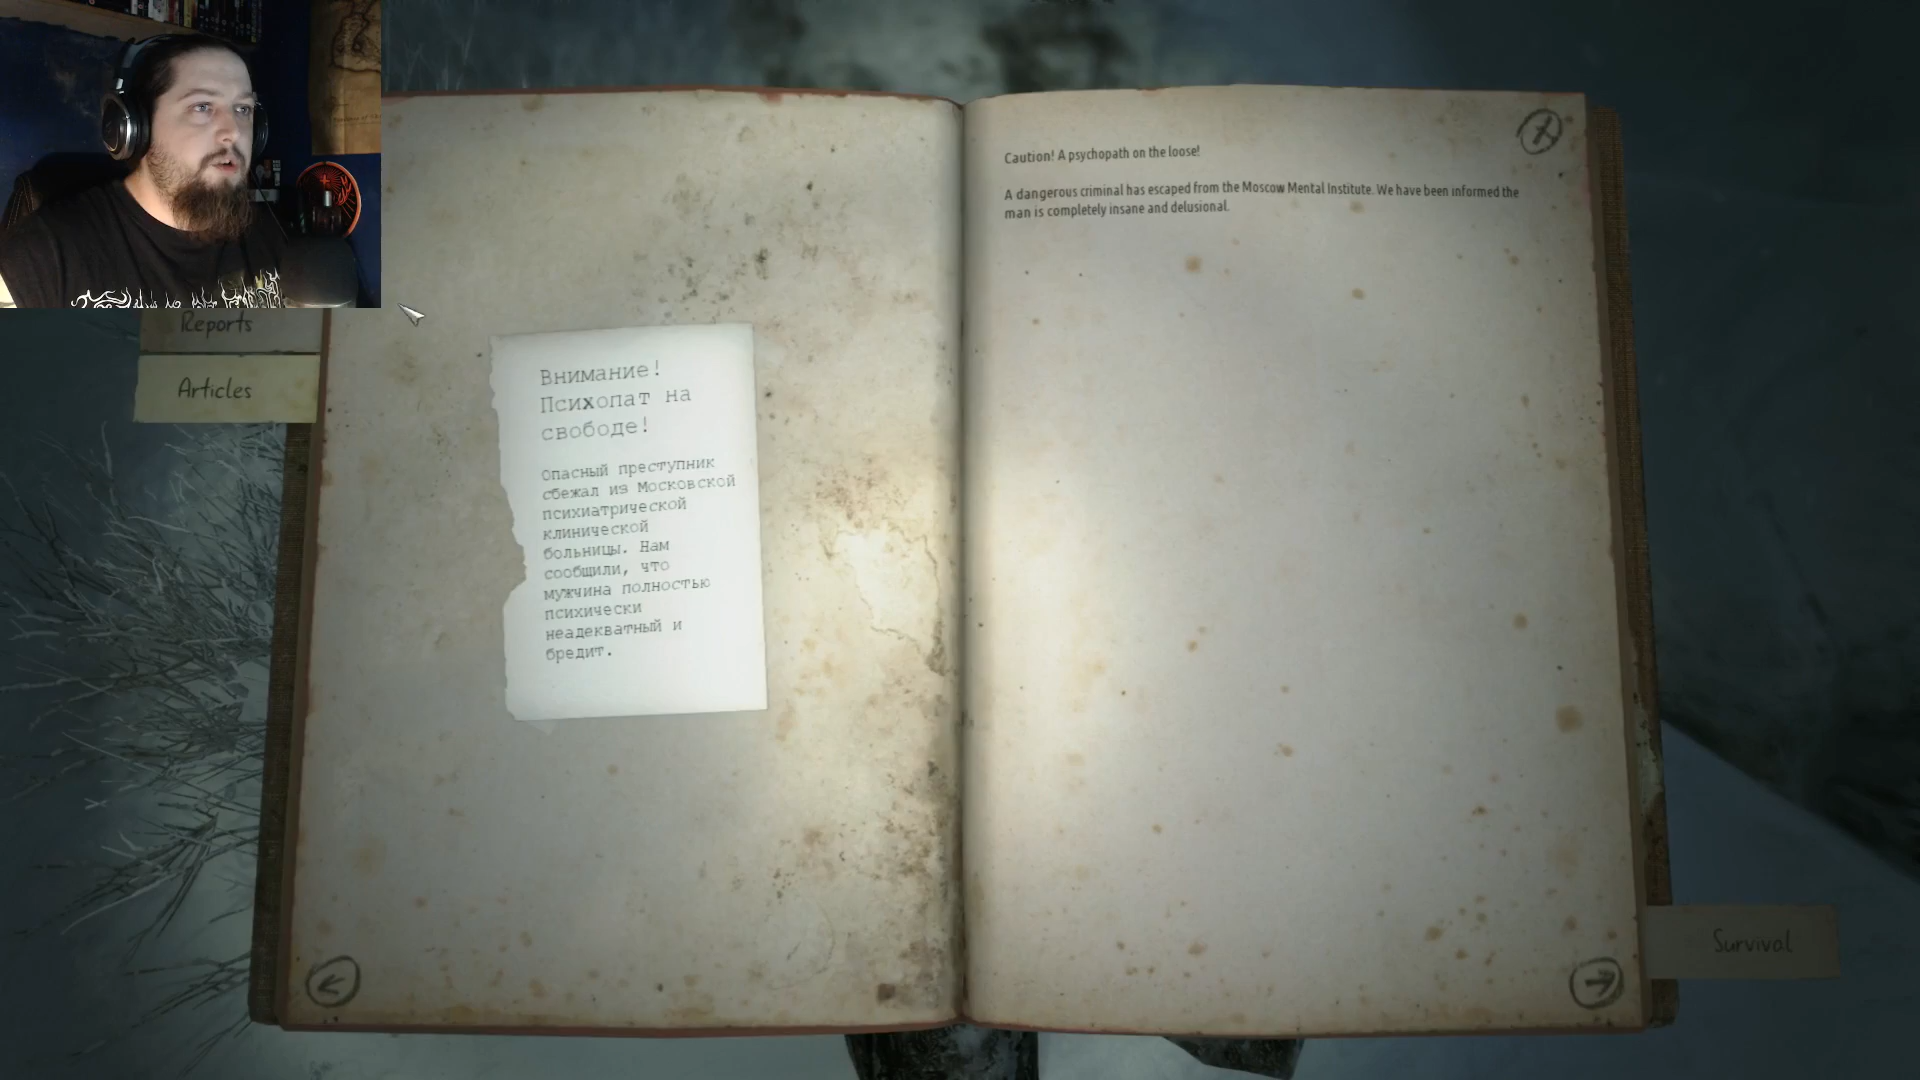 Reports
Articles
Внимание!
Психопат на
свободе!
Опасный преступник
сбежал из Московской
психиатрической
клинической
больницы. Нам
сообщили, что
мужчина полностью
психически
неадекватный и
бредит.
Caution! A psychopath on the loose!
A dangerous criminal has escaped from the Moscow Mental Institute. We have been informed the
man is completely insane and delusional.
Survival